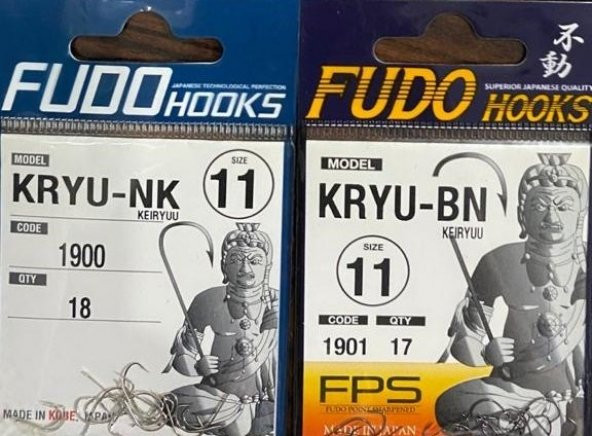 FUDO HOOKS
JAPANESE TECHNOLOGICAL PERFECTION
MODEL
KRYU-NK
KEIRYUU
SIZE
11
CODE
1900
QTY
18
MADE IN KOBE, JAPAN
不動
FUDO HOOKS
SUPERIOR JAPANESE QUALITY
MODEL
KRYU-BN
KEIRYUU
SIZE
11
CODE QTY
1901 17
FPS
FUDO POINT SHARPENED
MADE IN JAPAN